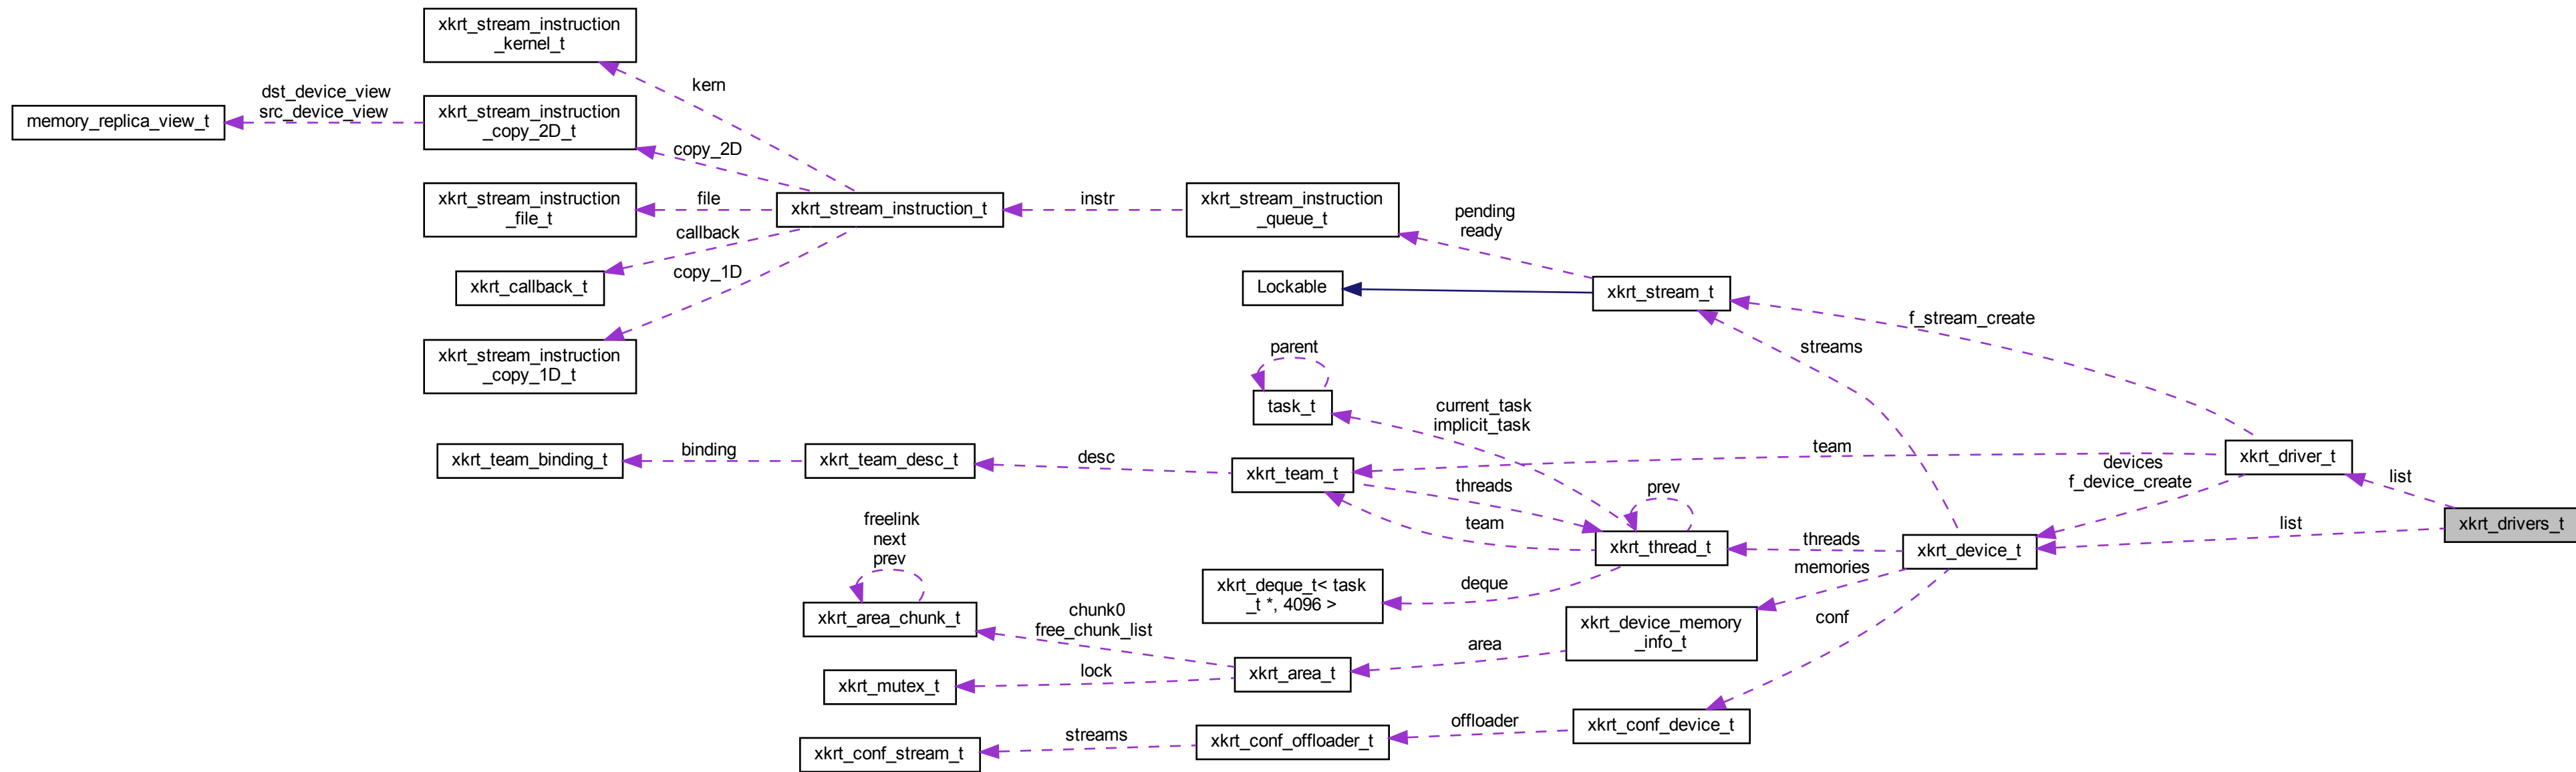 xkrt_stream_instruction
_kernel_t
kern
dst_device_view
src_device_view
memory_replica_view_t
xkrt_stream_instruction
_copy_2D_t
copy_2D
xkrt_stream_instruction
_file_t
file
xkrt_stream_instruction_t
instr
xkrt_stream_instruction
_queue_t
pending
ready
callback
xkrt_callback_t
copy_1D
Lockable
xkrt_stream_t
f_stream_create
xkrt_stream_instruction
_copy_1D_t
parent
streams
task_t
current_task
implicit_task
xkrt_team_binding_t
binding
xkrt_team_desc_t
desc
xkrt_team_t
team
xkrt_driver_t
devices
f_device_create
list
threads
prev
team
xkrt_thread_t
threads
xkrt_device_t
list
xkrt_drivers_t
freelink
next
prev
memories
xkrt_deque_t< task
_t *, 4096 >
deque
xkrt_area_chunk_t
chunk0
free_chunk_list
xkrt_device_memory
_info_t
conf
area
xkrt_mutex_t
lock
xkrt_area_t
xkrt_conf_stream_t
streams
xkrt_conf_offloader_t
offloader
xkrt_conf_device_t